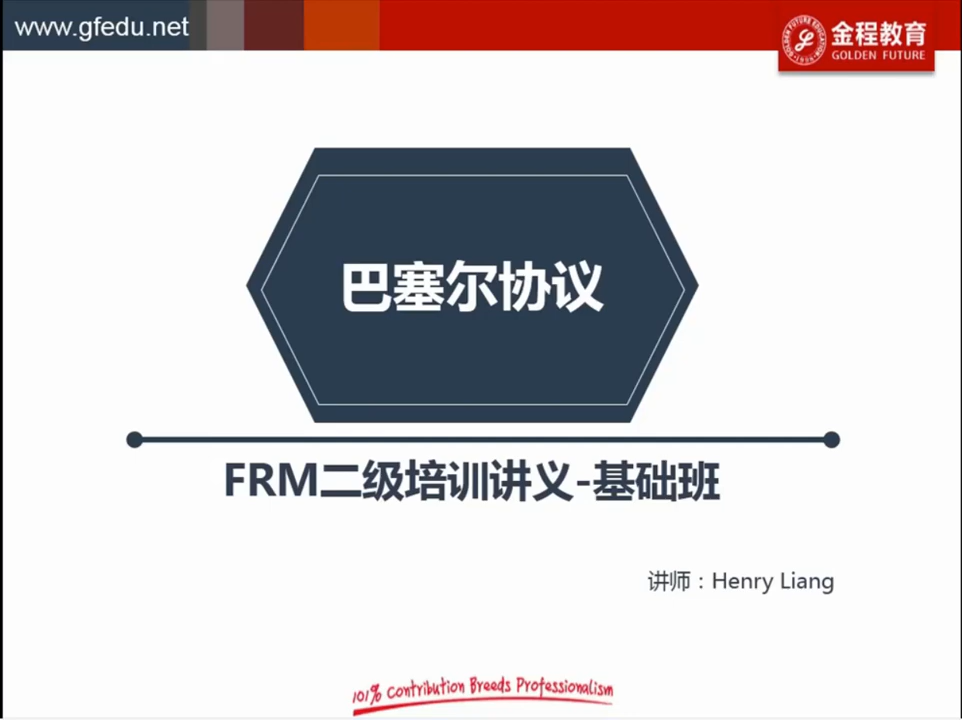 www.gfedu.net
金程教育
GOLDEN FUTURE
巴塞尔协议
FRM二级培训讲义-基础班
讲师：Henry Liang
101% Contribution Breeds Professionalism